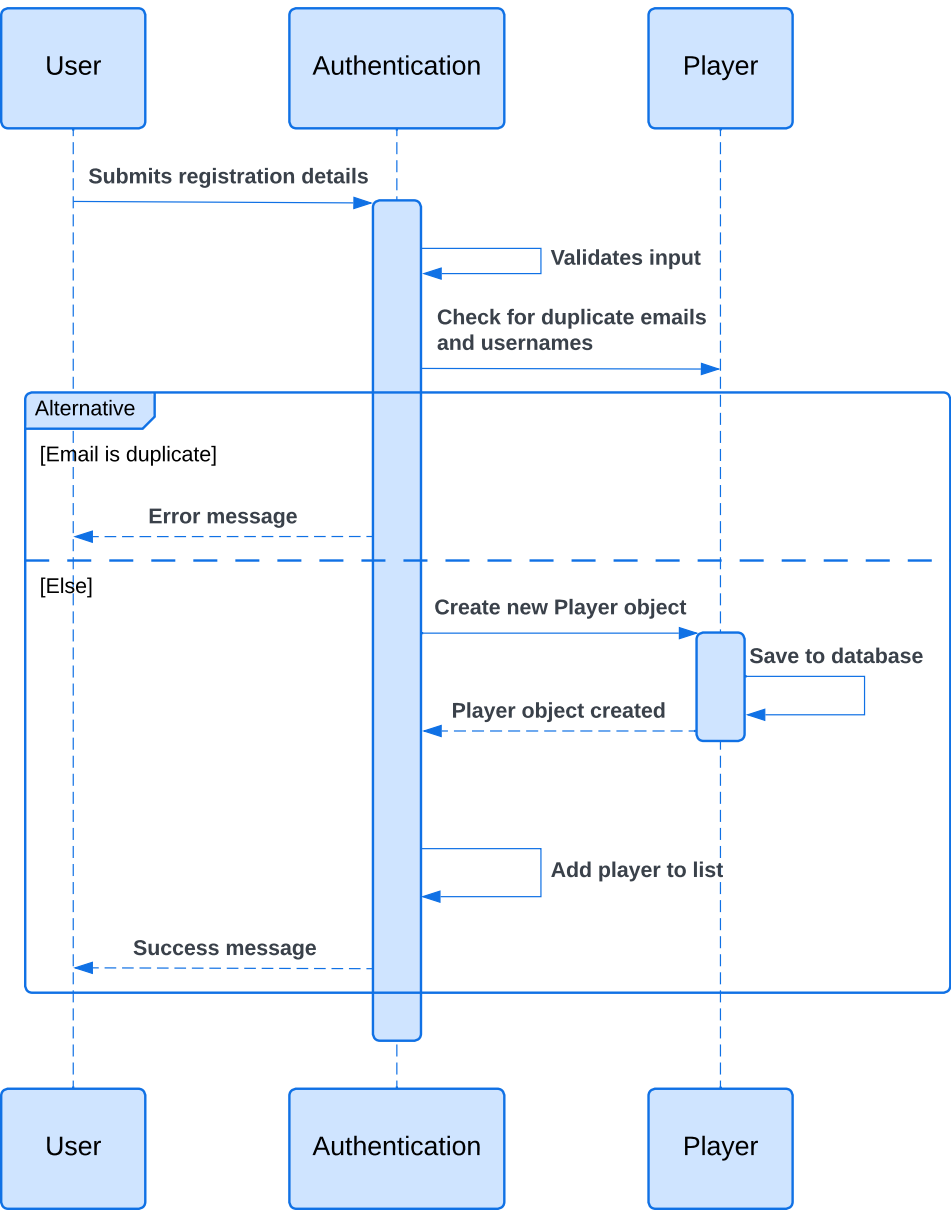 User
Authentication
Player
Submits registration details
Validates input
Check for duplicate emails
and usernames
Alternative
[Email is duplicate]
Error message
[Else]
Create new Player object
Save to database
Player object created
Add player to list
Success message
User
Authentication
Player